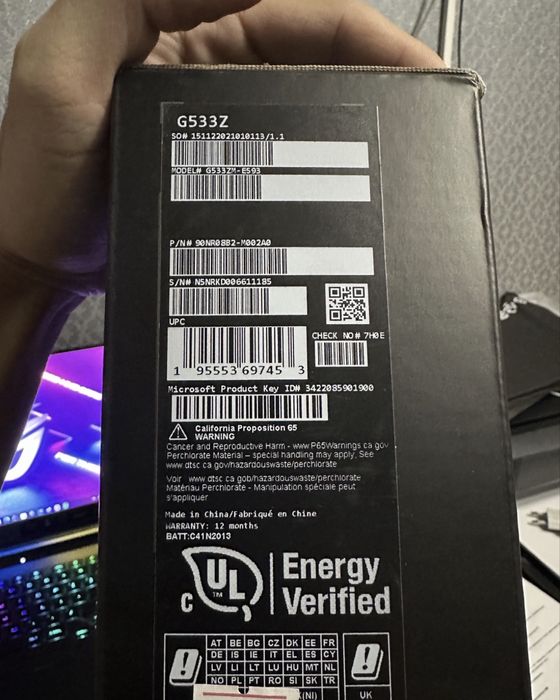 G533Z
SO# 151122021010113/1.1
MODEL# G533ZM-E593
P/N# 90NR08B2-M002A0
S/N# N5NRKD006611185
UPC
CHECK NO# 7H0E
1 95553 69745 3
Microsoft Product Key ID# 3422085901900
California Proposition 65
WARNING
Cancer and Reproductive Harm - www.P65Warnings.ca.gov
Perchlorate Material – special handling may apply, See
www.dtsc.ca.gov/hazardouswaste/perchlorate
Voir www.dtsc.ca.gob/hazardouswaste/perchlorate
Matériau Perchlorate - Manipulation spéciale peut
s'appliquer
Made in China/Fabriqué en Chine
WARRANTY: 12 months
BATT:C41N2013
C UL ™ Energy
Verified
AT BE BG CZ DK EE FR
DE IS IE IT EL ES CY
LV LI LT LU HU MT NL
NO PL PT RO SI SK TR
(NI) UK